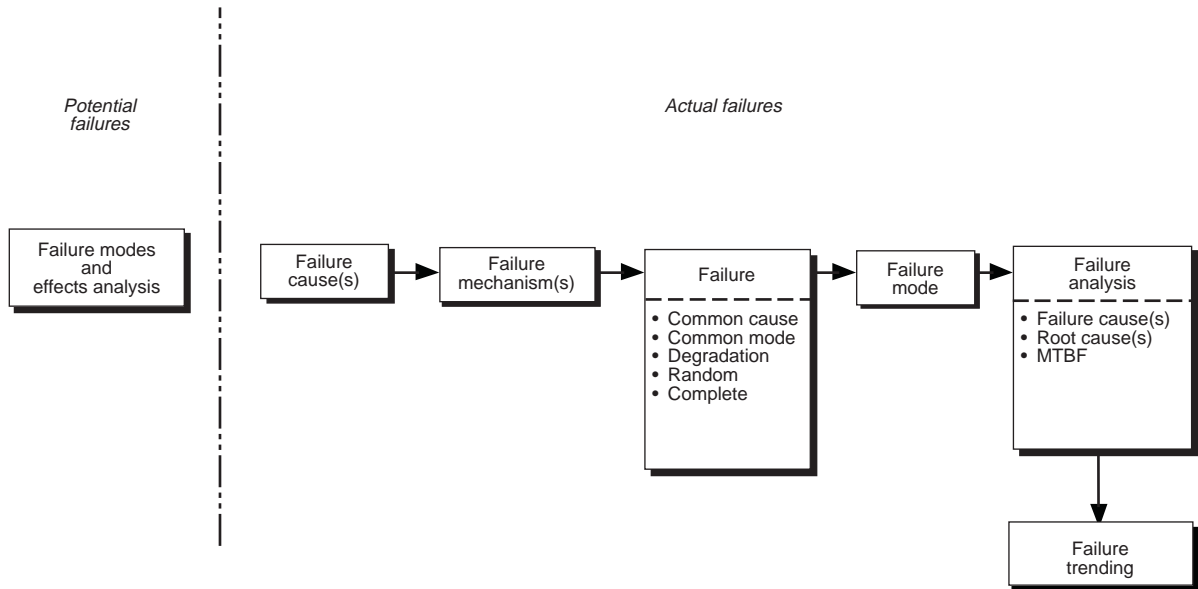 Potential
failures
Actual failures
Failure modes
and
effects analysis
Failure
cause(s)
Failure
mechanism(s)
Failure
• Common cause
• Common mode
• Degradation
• Random
• Complete
Failure
mode
Failure
analysis
• Failure cause(s)
• Root cause(s)
• MTBF
Failure
trending